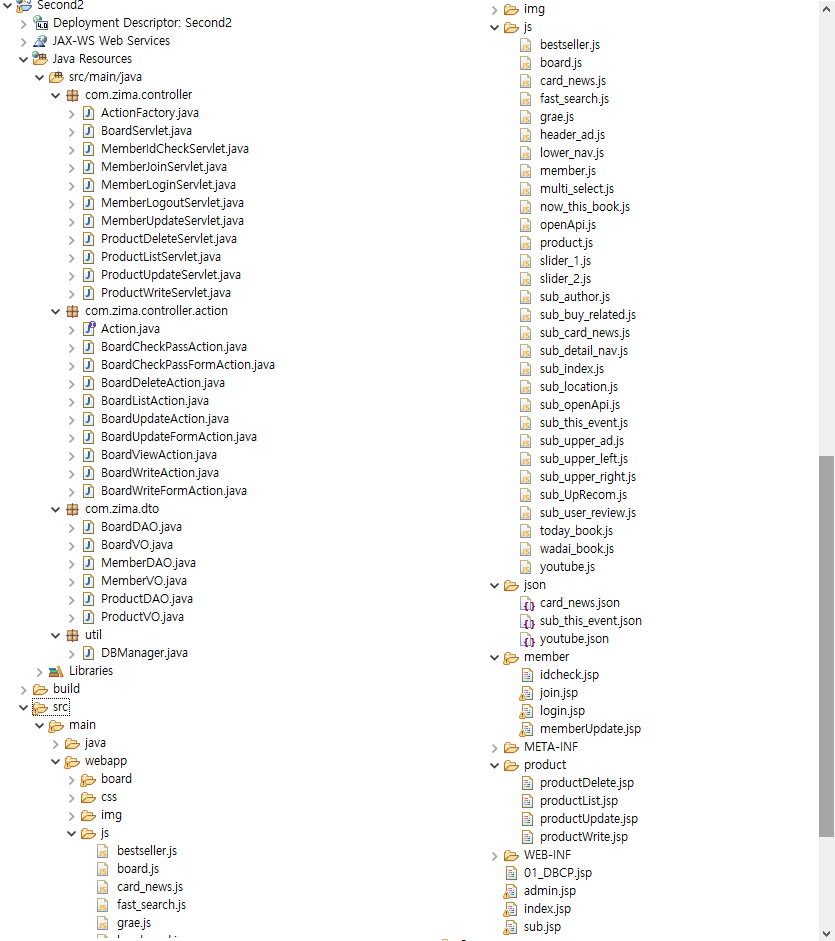 Second2
Deployment Descriptor: Second2
JAX-WS Web Services
Java Resources
src/main/java
com.zima.controller
ActionFactory.java
BoardServlet.java
MemberIdCheckServlet.java
MemberJoinServlet.java
MemberLoginServlet.java
MemberLogoutServlet.java
MemberUpdateServlet.java
ProductDeleteServlet.java
ProductListServlet.java
ProductUpdateServlet.java
ProductWriteServlet.java
com.zima.controller.action
Action.java
BoardCheckPassAction.java
BoardCheckPassFormAction.java
BoardDeleteAction.java
BoardListAction.java
BoardUpdateAction.java
BoardUpdateFormAction.java
BoardViewAction.java
BoardWriteAction.java
BoardWriteFormAction.java
com.zima.dto
BoardDAO.java
BoardVO.java
MemberDAO.java
MemberVO.java
ProductDAO.java
ProductVO.java
util
DBManager.java
Libraries
build
src
main
java
webapp
board
css
img
js
bestseller.js
board.js
card_news.js
fast_search.js
grae.js
img
js
bestseller.js
board.js
card_news.js
fast_search.js
grae.js
header_ad.js
lower_nav.js
member.js
multi_select.js
now_this_book.js
openApi.js
product.js
slider_1.js
slider_2.js
sub_author.js
sub_buy_related.js
sub_card_news.js
sub_detail_nav.js
sub_index.js
sub_location.js
sub_openApi.js
sub_this_event.js
sub_upper_ad.js
sub_upper_left.js
sub_upper_right.js
sub_UpRecom.js
sub_user_review.js
today_book.js
wadai_book.js
youtube.js
json
card_news.json
sub_this_event.json
youtube.json
member
idcheck.jsp
join.jsp
login.jsp
memberUpdate.jsp
META-INF
product
productDelete.jsp
productList.jsp
productUpdate.jsp
productWrite.jsp
WEB-INF
01_DBCP.jsp
admin.jsp
index.jsp
sub.jsp